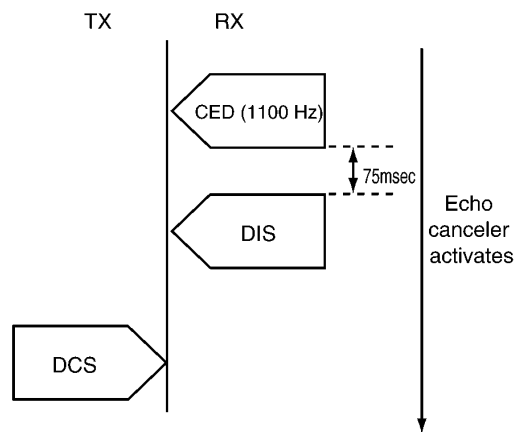 TX RX
CED (1100 Hz)
75msec
DIS
Echo
canceler
activates
DCS